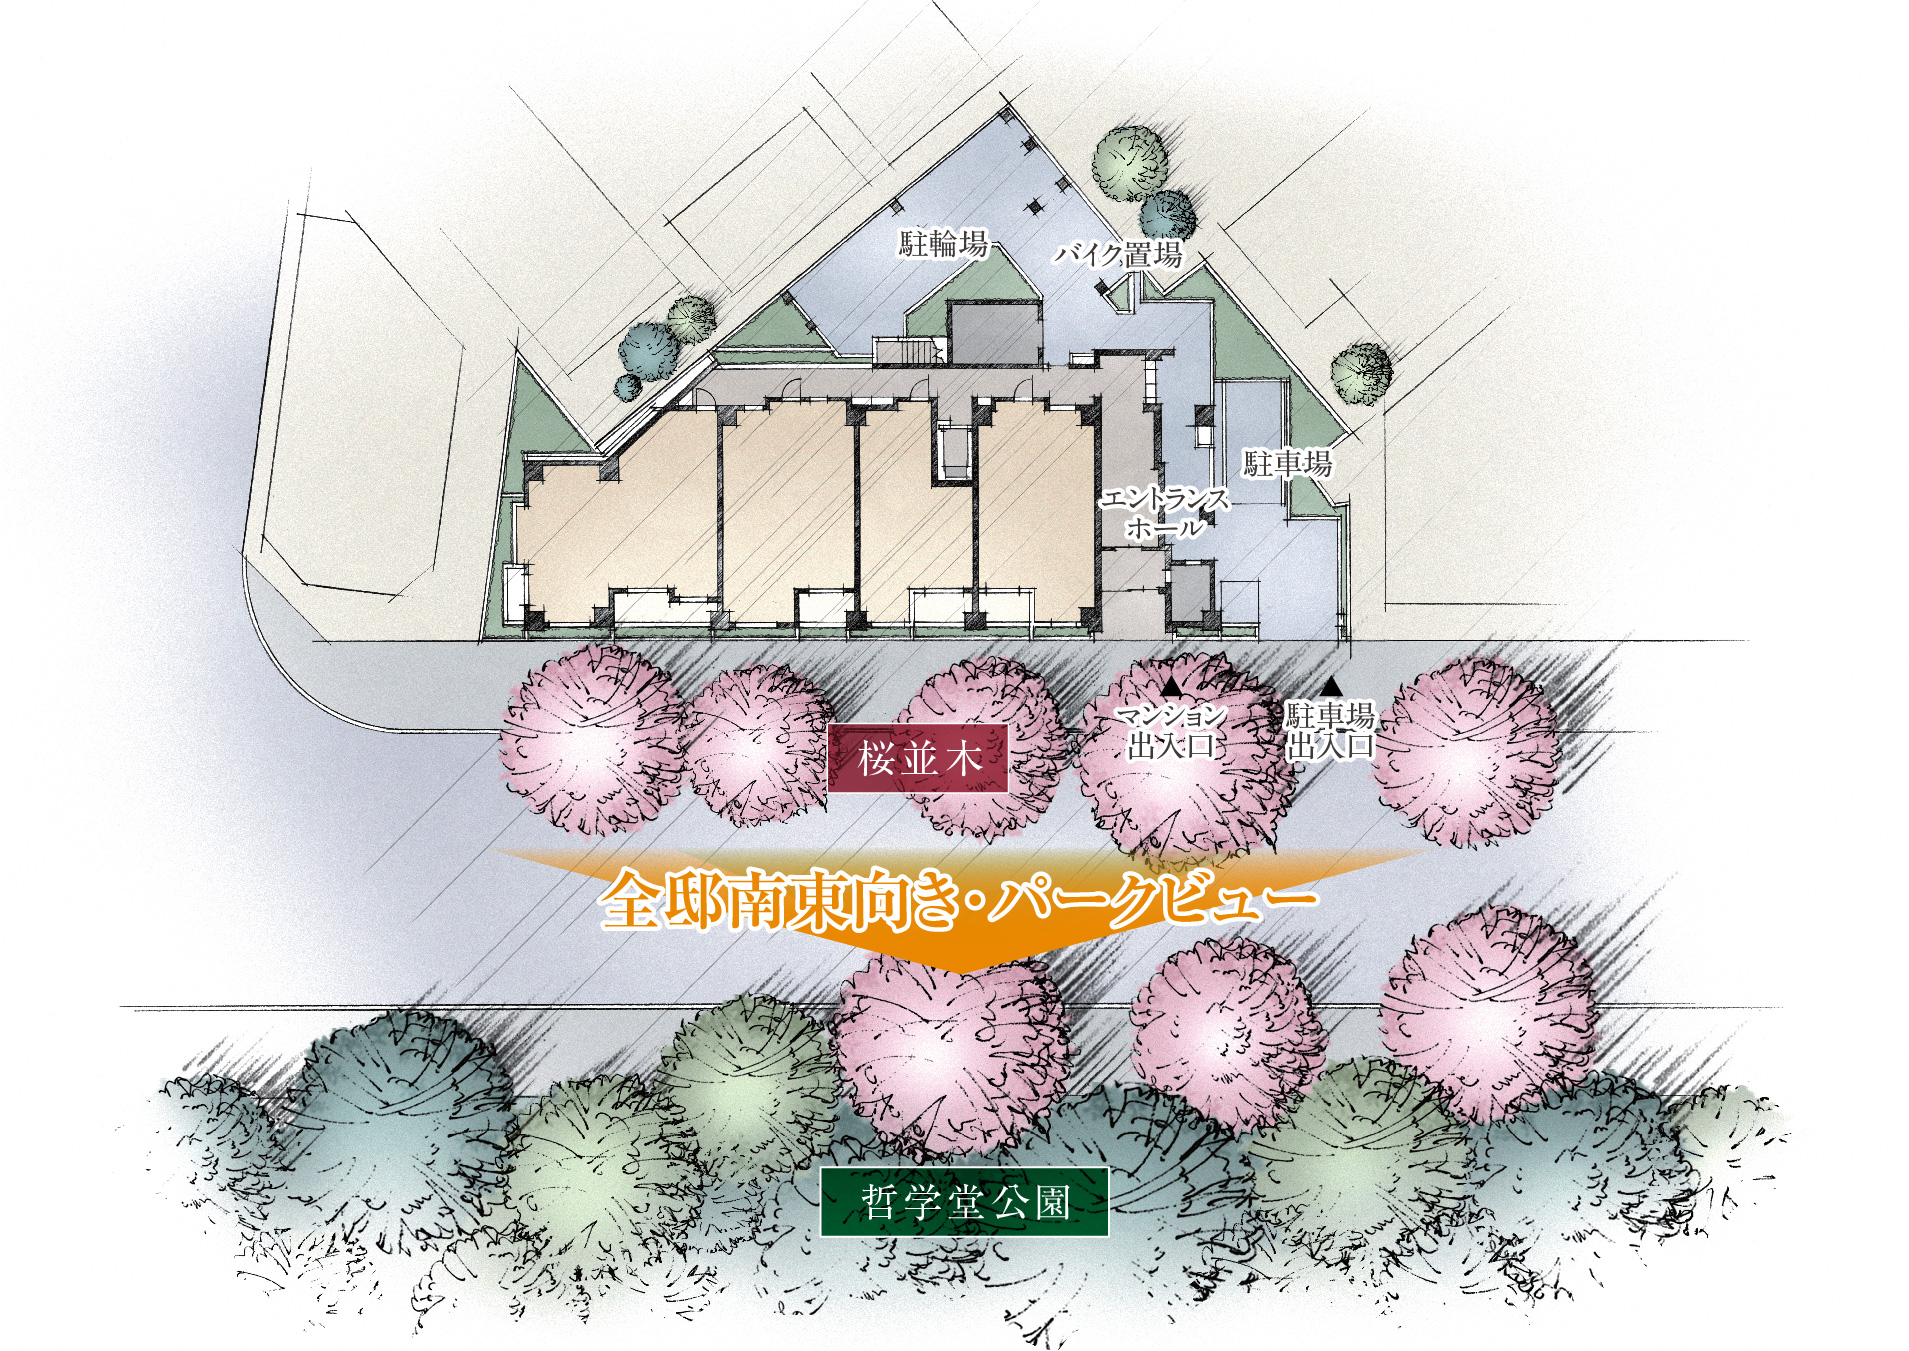 駐輪場
バイク置場
駐車場
エントランス
ホール
マンション
出入口
駐車場
出入口
桜並木
全邸南東向き・パークビュー
哲学堂公園